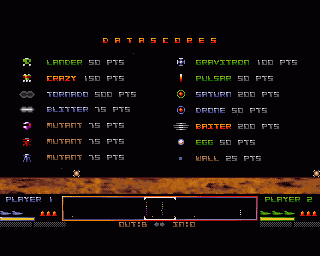 DATASCOPES
LANDER 50 PTS
CRAZY 150 PTS
TORNADO 500 PTS
BLITTER 75 PTS
MUTANT 75 PTS
MUTANT 75 PTS
MUTANT 75 PTS
GRAVITRON 100 PTS
PULSAR 50 PTS
SATURN 200 PTS
DRONE 50 PTS
BAITER 200 PTS
EGG 50 PTS
WALL 25 PTS
PLAYER 1
PLAYER 2
OUT:8 IN:0